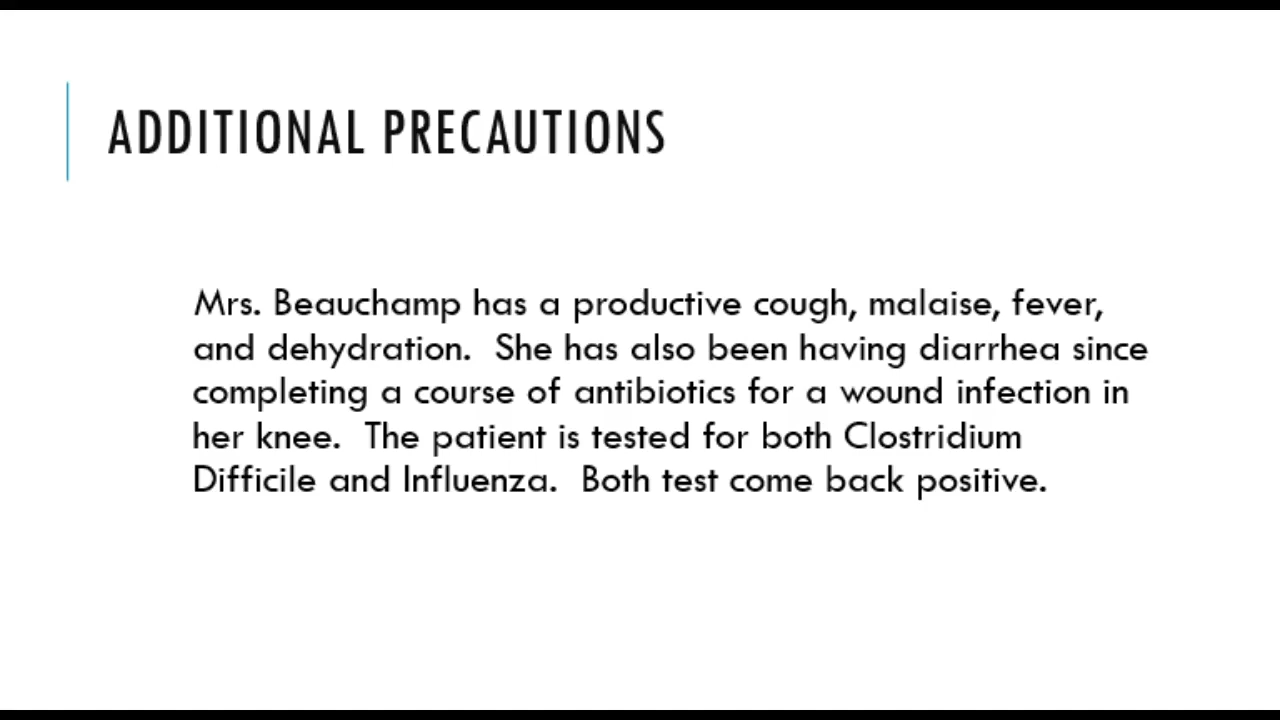 ADDITIONAL PRECAUTIONS
Mrs. Beauchamp has a productive cough, malaise, fever,
and dehydration.  She has also been having diarrhea since
completing a course of antibiotics for a wound infection in
her knee.  The patient is tested for both Clostridium
Difficile and Influenza.  Both test come back positive.